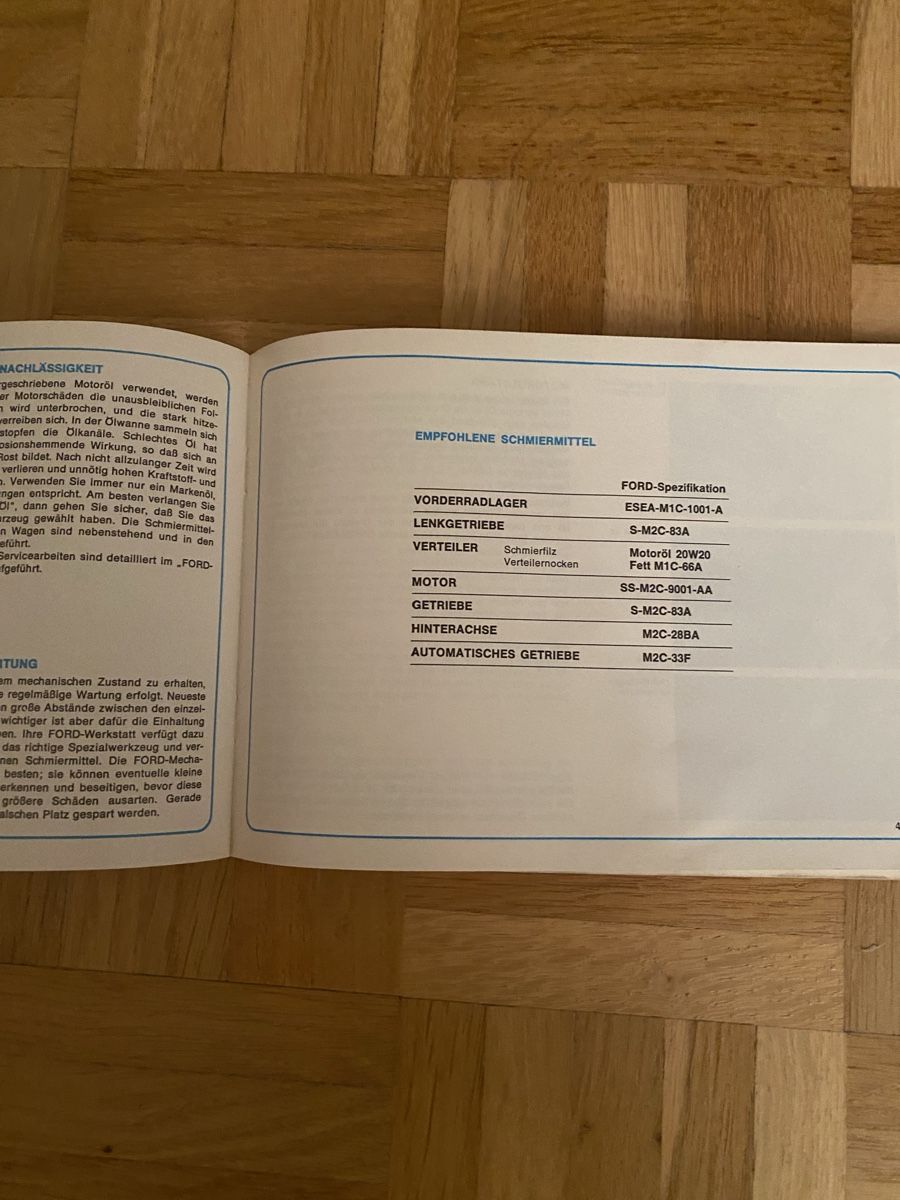 NACHLÄSSIGKEIT
rgeschriebene Motoröl verwendet, werden
er Motorschäden die unausbleiblichen Fol-
n wird unterbrochen, und die stark hitze-
verreiben sich. In der Ölwanne sammeln sich
stopfen die Ölkanäle. Schlechtes Öl hat
osionshemmende Wirkung, so daß sich an
Rost bildet. Nach nicht allzulanger Zeit wird
verlieren und unnötig hohen Kraftstoff- und
n. Verwenden Sie immer nur ein Markenöl,
ngen entspricht. Am besten verlangen Sie
Öl", dann gehen Sie sicher, daß Sie das
rzeug gewählt haben. Die Schmiermittel-
n Wagen sind nebenstehend und in den
eführt.
Servicearbeiten sind detailliert im „FORD-
fgeführt.
ITUNG
em mechanischen Zustand zu erhalten,
e regelmäßige Wartung erfolgt. Neueste
n große Abstände zwischen den einzel-
wichtiger ist aber dafür die Einhaltung
en. Ihre FORD-Werkstatt verfügt dazu
das richtige Spezialwerkzeug und ver-
nen Schmiermittel. Die FORD-Mecha-
besten; sie können eventuelle kleine
erkennen und beseitigen, bevor diese
größere Schäden ausarten. Gerade
alschen Platz gespart werden.
EMPFOHLENE SCHMIERMITTEL
FORD-Spezifikation
VORDERRADLAGER ESEA-M1C-1001-A
LENKGETRIEBE S-M2C-83A
VERTEILER Schmierfilz Motoröl 20W20
Verteilernocken Fett M1C-66A
MOTOR SS-M2C-9001-AA
GETRIEBE S-M2C-83A
HINTERACHSE M2C-28BA
AUTOMATISCHES GETRIEBE M2C-33F
4